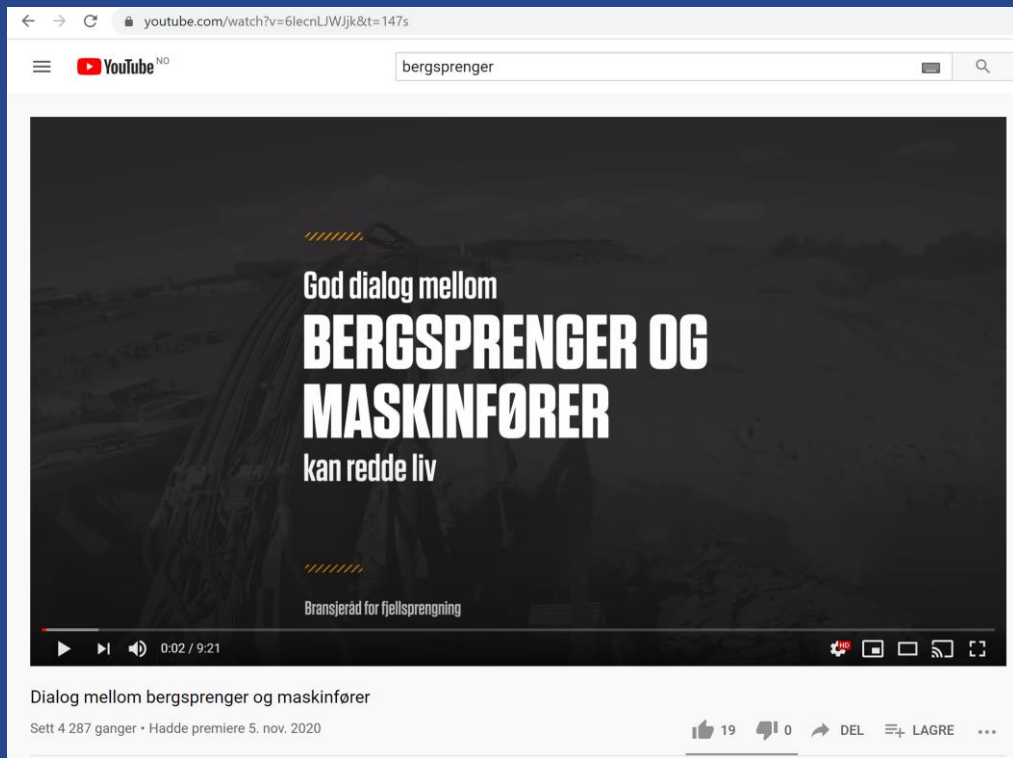 youtube.com/watch?v=6IecnLJWJjk&t=147s
YouTube NO
bergsprenger
God dialog mellom
BERGSPRENGER OG
MASKINFØRER
kan redde liv
Bransjeråd for fjellsprengning
0:02 / 9:21
HD
Dialog mellom bergsprenger og maskinfører
Sett 4 287 ganger • Hadde premiere 5. nov. 2020
19 0 DEL LAGRE